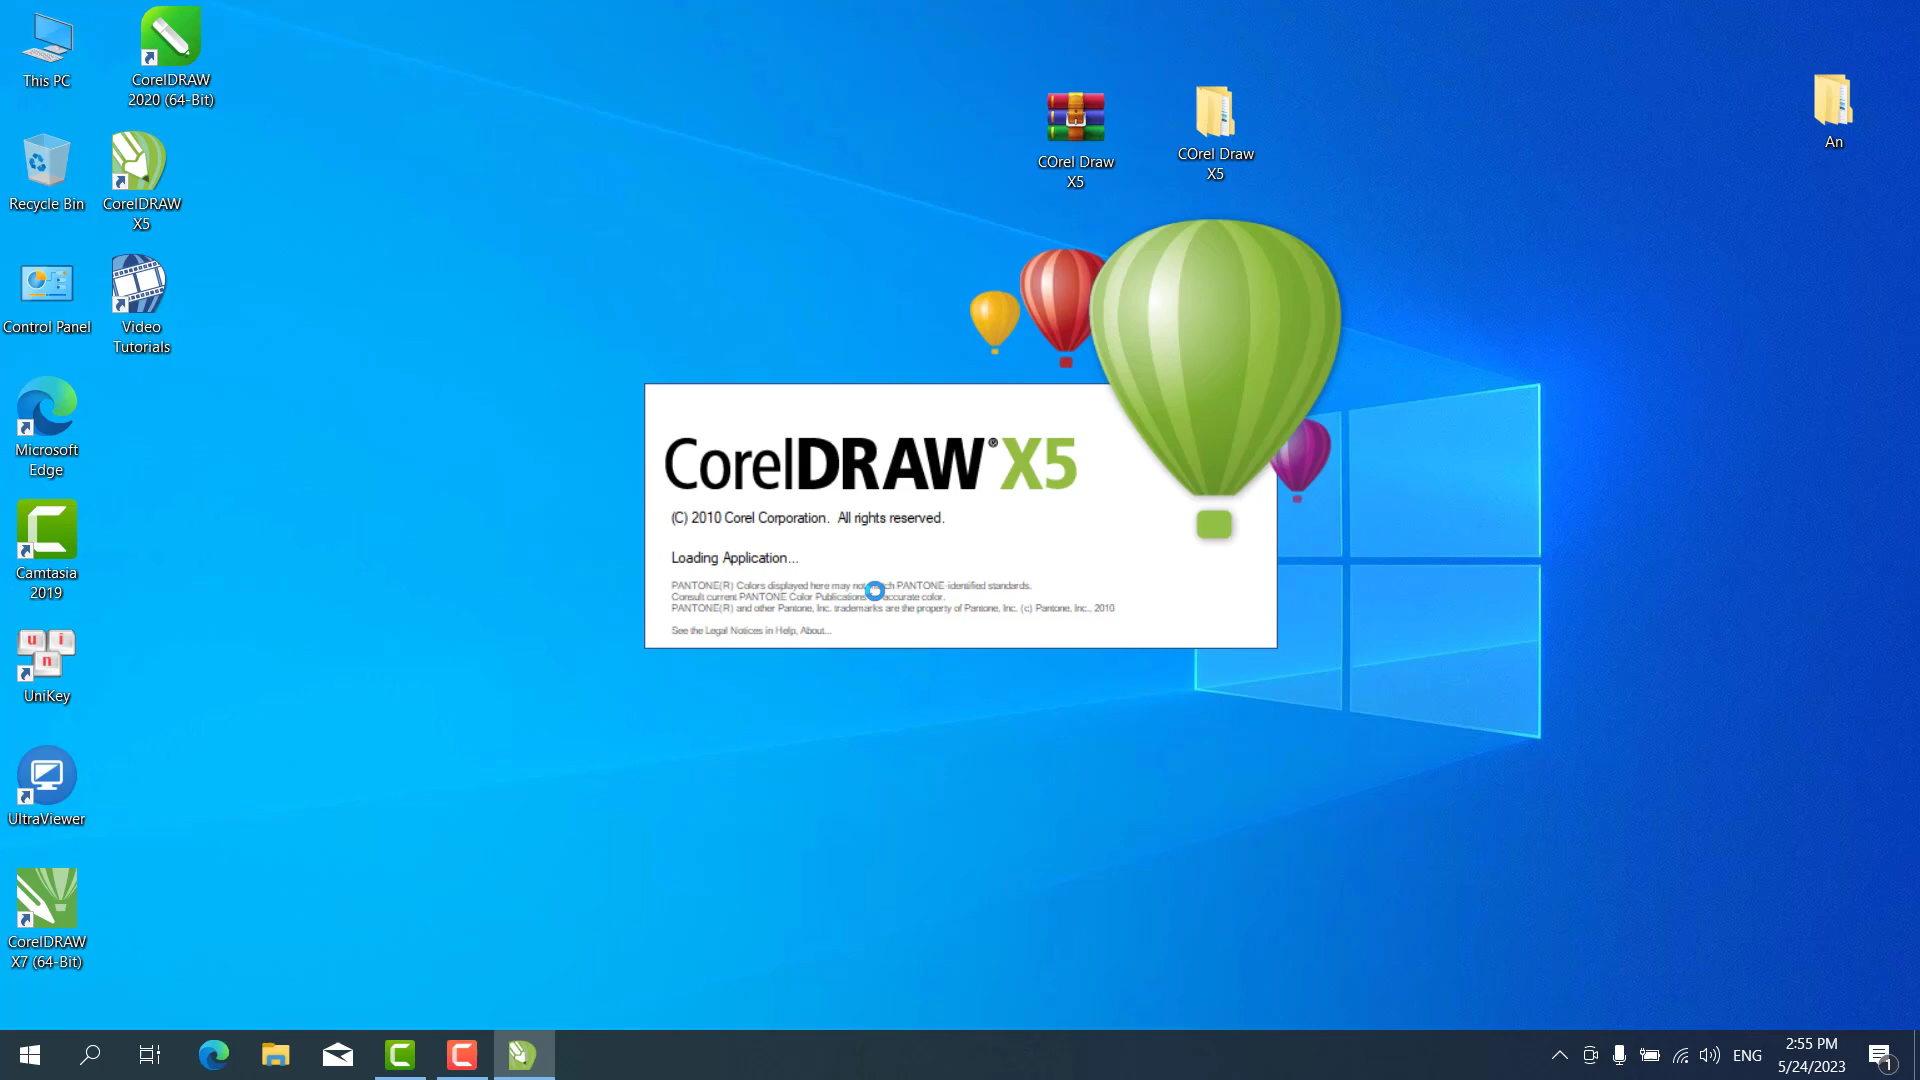 This PC
CorelDRAW
2020 (64-Bit)
Recycle Bin
CorelDRAW
X5
Control Panel
Video
Tutorials
Microsoft
Edge
Camtasia
2019
u i
n
UniKey
UltraViewer
CorelDRAW
X7 (64-Bit)
COrel Draw
X5
COrel Draw
X5
An
CorelDRAW® X5
(C) 2010 Corel Corporation. All rights reserved.
Loading Application...
PANTONE(R) Colors displayed here may PANTONE-identified standards.
Consult current PANTONE Color Publications accurate color.
PANTONE(R) and other Pantone, Inc. trademarks are the property of Pantone, Inc. (c) Pantone, Inc., 2010
See the Legal Notices in Help, About...
ENG
2:55 PM
5/24/2023
1